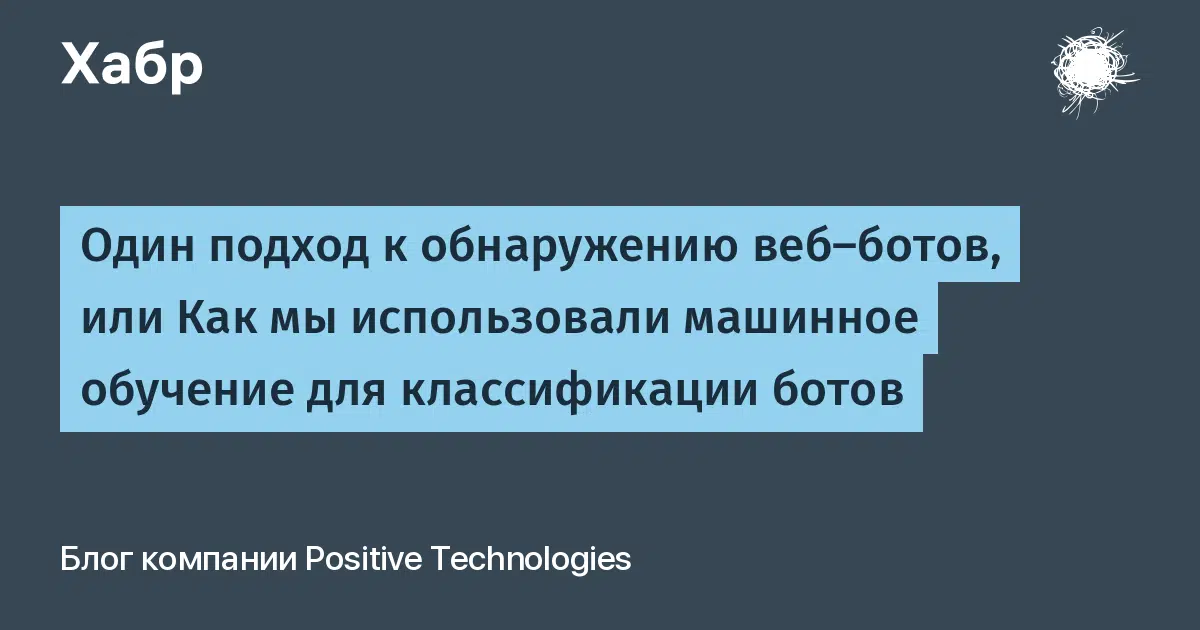 Хабр
Один подход к обнаружению веб–ботов,
или Как мы использовали машинное
обучение для классификации ботов
Блог компании Positive Technologies